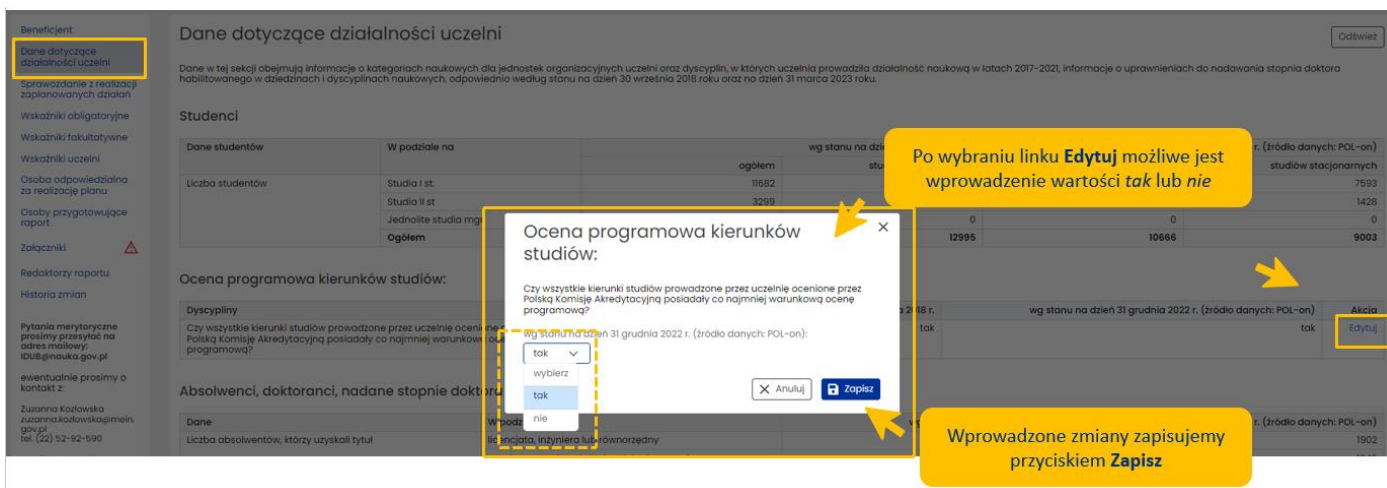 Beneficjent
Dane dotyczące
działalności uczelni
Sprawozdanie z realizacji
zaplanowanych działań
Wskaźniki obligatoryjne
Wskaźniki fakultatywne
Wskaźniki uczelni
Osoba odpowiedzialna
za realizację planu
Osoby przygotowujące
raport
Załączniki
Redaktorzy raportu
Historia zmian
Pytania merytoryczne
prosimy przesyłać na
adres mailowy:
IDUB@nauka.gov.pl
ewentualnie prosimy o
kontakt z:
Zuzanna Kozłowska
zuzanna.kozlowska@mein.
gov.pl
tel. (22) 52-92-590
Dane dotyczące działalności uczelni
Odśwież
Dane w tej sekcji obejmują informacje o kategoriach naukowych dla jednostek organizacyjnych uczelni oraz dyscyplin, w których uczelnia prowadziła działalność naukową w latach 2017-2021, informacje o uprawnieniach do nadawania stopnia doktora
habilitowanego w dziedzinach i dyscyplinach naukowych, odpowiednio według stanu na dzień 30 września 2018 roku oraz na dzień 31 marca 2023 roku.
Studenci
Dane studentów W podziale na wg stanu na dzi r. (źródło danych: POL-on)
ogółem stu studiów stacjonarnych
Liczba studentów Studia I st. 11682 7593
Studia II st 3299 1428
Jednolite studia mgr 0 0 0
Ogółem 12995 10666 9003
Po wybraniu linku Edytuj możliwe jest
wprowadzenie wartości tak lub nie
Ocena programowa kierunków studiów:
Dyscypliny 2018 r. wg stanu na dzień 31 grudnia 2022 r. (źródło danych: POL-on) Akcja
Czy wszystkie kierunki studiów prowadzone przez uczelnię ocenione tak tak Edytuj
Polską Komisję Akredytacyjną posiadały co najmniej warunkową
programową?
Ocena programowa kierunków
studiów:
Czy wszystkie kierunki studiów prowadzone przez uczelnię ocenione przez
Polską Komisję Akredytacyjną posiadały co najmniej warunkową ocenę
programową?
wg stanu na dzień 31 grudnia 2022 r. (źródło danych: POL-on):
tak
wybierz
tak
nie
Anuluj
Zapisz
Absolwenci, doktoranci, nadane stopnie
Dane r. (źródło danych: POL-on)
Liczba absolwentów, którzy uzyskali tytuł licencjata, inżyniera lub równorzędny 1902
Wprowadzone zmiany zapisujemy
przyciskiem Zapisz